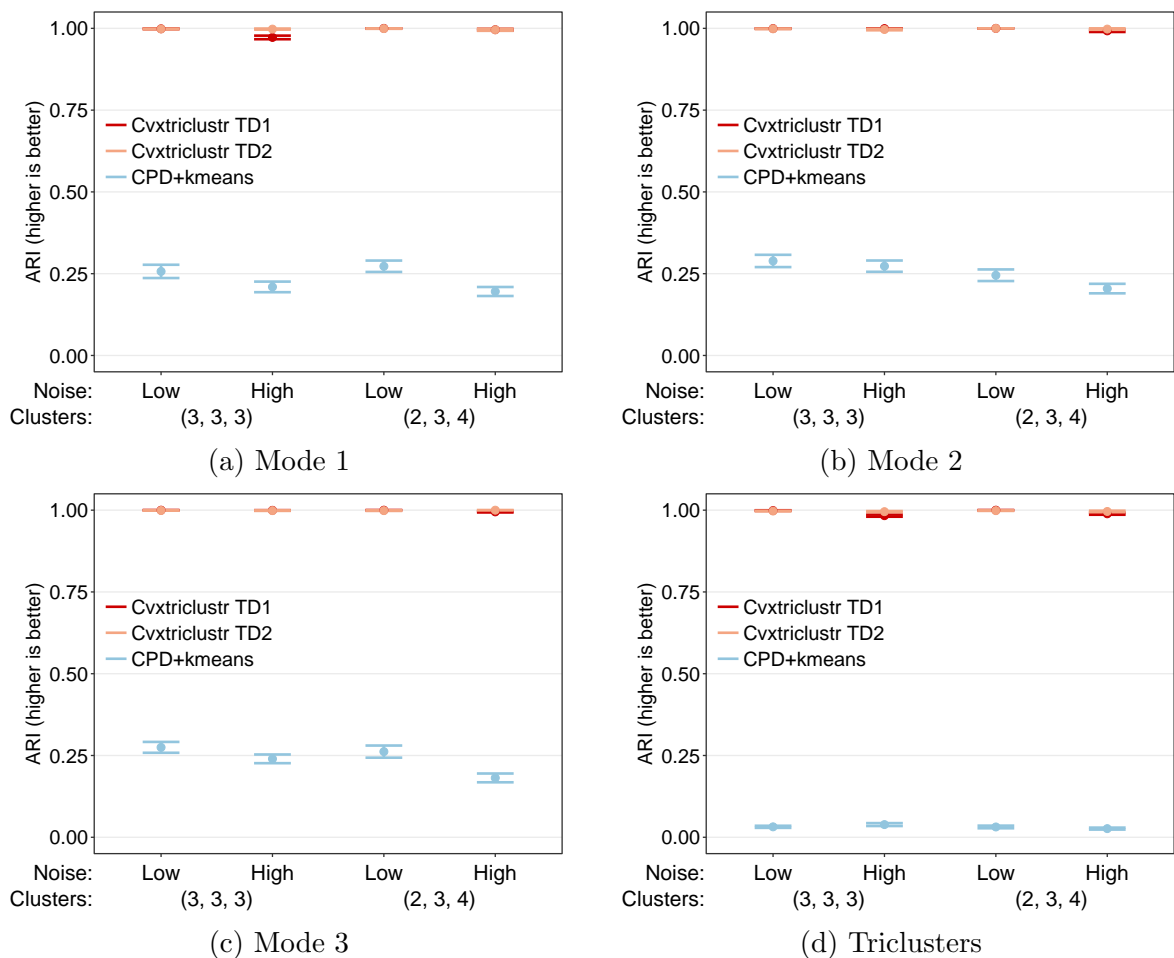 ARI (higher is better)
1.00
0.75
0.50
0.25
0.00
Cvxtriclustr TD1
Cvxtriclustr TD2
CPD+kmeans
Noise: Low High Low High
Clusters: (3, 3, 3) (2, 3, 4)
(a) Mode 1
ARI (higher is better)
1.00
0.75
0.50
0.25
0.00
Cvxtriclustr TD1
Cvxtriclustr TD2
CPD+kmeans
Noise: Low High Low High
Clusters: (3, 3, 3) (2, 3, 4)
(b) Mode 2
ARI (higher is better)
1.00
0.75
0.50
0.25
0.00
Cvxtriclustr TD1
Cvxtriclustr TD2
CPD+kmeans
Noise: Low High Low High
Clusters: (3, 3, 3) (2, 3, 4)
(c) Mode 3
ARI (higher is better)
1.00
0.75
0.50
0.25
0.00
Cvxtriclustr TD1
Cvxtriclustr TD2
CPD+kmeans
Noise: Low High Low High
Clusters: (3, 3, 3) (2, 3, 4)
(d) Triclusters